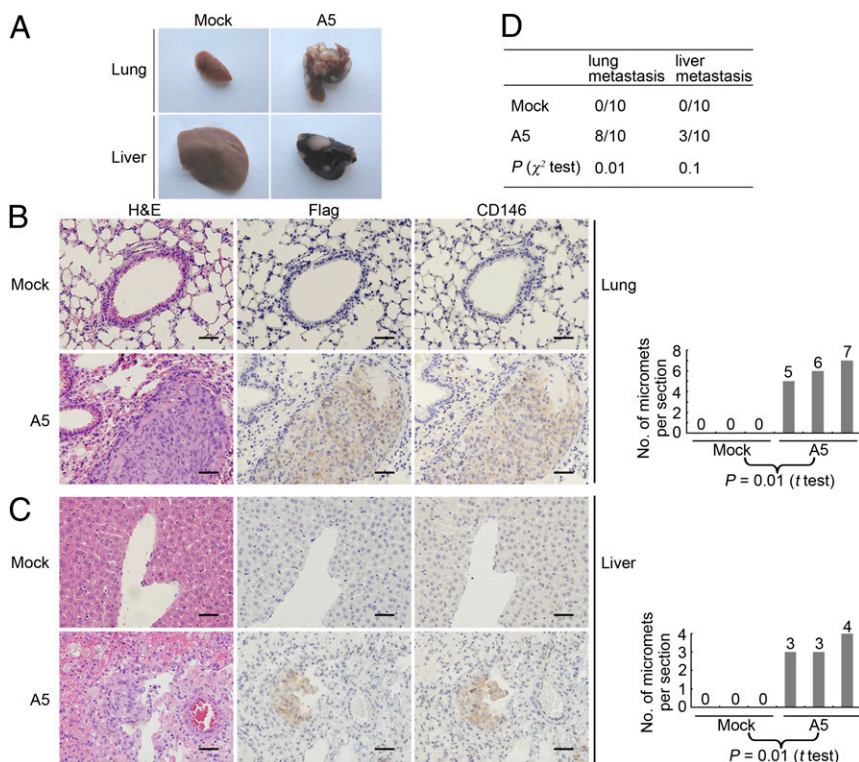 A
Mock
A5
Lung
Liver
D
lung metastasis
liver metastasis
Mock
0/10
0/10
A5
8/10
3/10
P (χ² test)
0.01
0.1
B
H&E
Flag
CD146
Mock
A5
Lung
No. of micromets
per section
8
6
4
2
0
0
0
0
5
6
7
Mock
A5
P = 0.01 (t test)
C
Mock
A5
Liver
No. of micromets
per section
4
3
2
1
0
0
0
0
3
3
4
Mock
A5
P = 0.01 (t test)